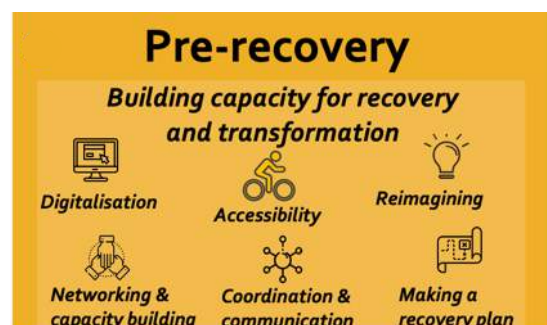 Pre-recovery
Building capacity for recovery
and transformation
Digitalisation
Accessibility
Reimagining
Networking &
capacity building
Coordination &
communication
Making a
recovery plan